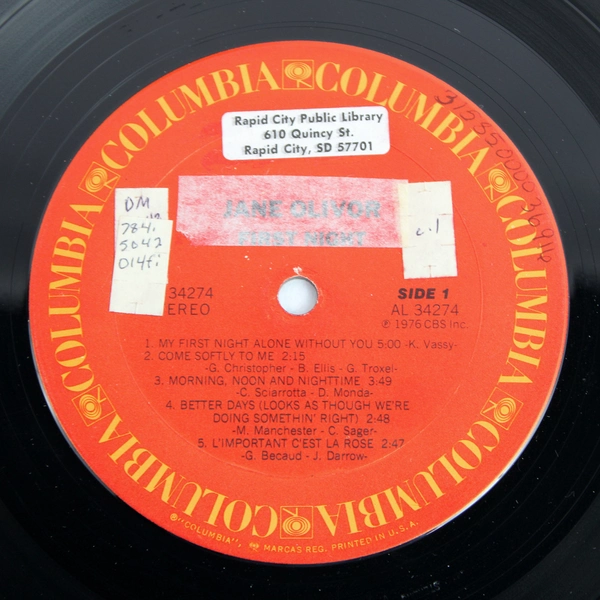 COLUMBIA COLUMBIA COLUMBIA COLUMBIA COLUMBIA COLUMBIA
Rapid City Public Library
610 Quincy St.
Rapid City, SD 57701
JANE OLIVOR
FIRST NIGHT
DM
784.
5042
014fi
c.1
34274
EREO
SIDE 1
AL 34274
℗ 1976 CBS Inc.
1. MY FIRST NIGHT ALONE WITHOUT YOU 5:00 -K. Vassy-
2. COME SOFTLY TO ME 2:15
-G. Christopher - B. Ellis - G. Troxel-
3. MORNING, NOON AND NIGHTTIME 3:49
-C. Sciarrotta - D. Monda-
4. BETTER DAYS (LOOKS AS THOUGH WE'RE
DOING SOMETHIN' RIGHT) 2:48
-M. Manchester - C. Sager-
5. L'IMPORTANT C'EST LA ROSE 2:47
-G. Becaud - J. Darrow-
®"COLUMBIA", MARCAS REG. PRINTED IN U.S.A.